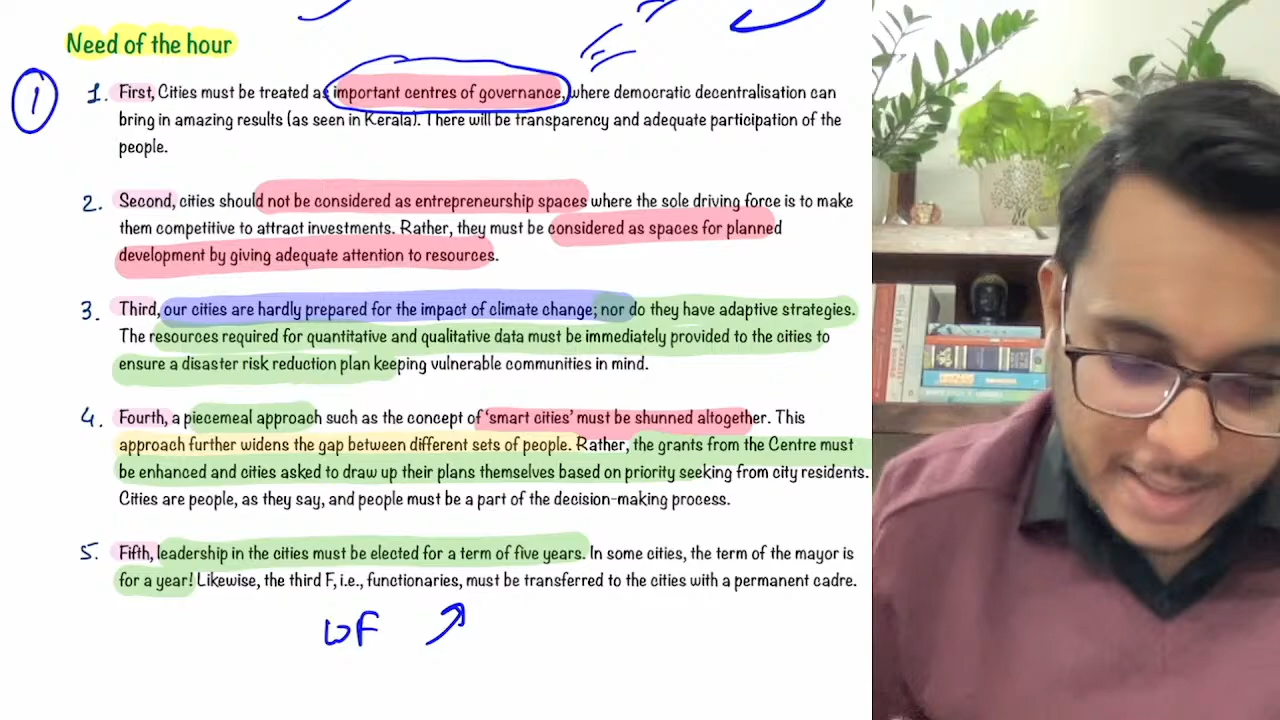 Need of the hour
1
1. First, Cities must be treated as important centres of governance, where democratic decentralisation can
bring in amazing results (as seen in Kerala). There will be transparency and adequate participation of the
people.
2. Second, cities should not be considered as entrepreneurship spaces where the sole driving force is to make
them competitive to attract investments. Rather, they must be considered as spaces for planned
development by giving adequate attention to resources.
3. Third, our cities are hardly prepared for the impact of climate change; nor do they have adaptive strategies.
The resources required for quantitative and qualitative data must be immediately provided to the cities to
ensure a disaster risk reduction plan keeping vulnerable communities in mind.
4. Fourth, a piecemeal approach such as the concept of 'smart cities' must be shunned altogether. This
approach further widens the gap between different sets of people. Rather, the grants from the Centre must
be enhanced and cities asked to draw up their plans themselves based on priority seeking from city residents.
Cities are people, as they say, and people must be a part of the decision-making process.
5. Fifth, leadership in the cities must be elected for a term of five years. In some cities, the term of the mayor is
for a year! Likewise, the third F, i.e., functionaries, must be transferred to the cities with a permanent cadre.